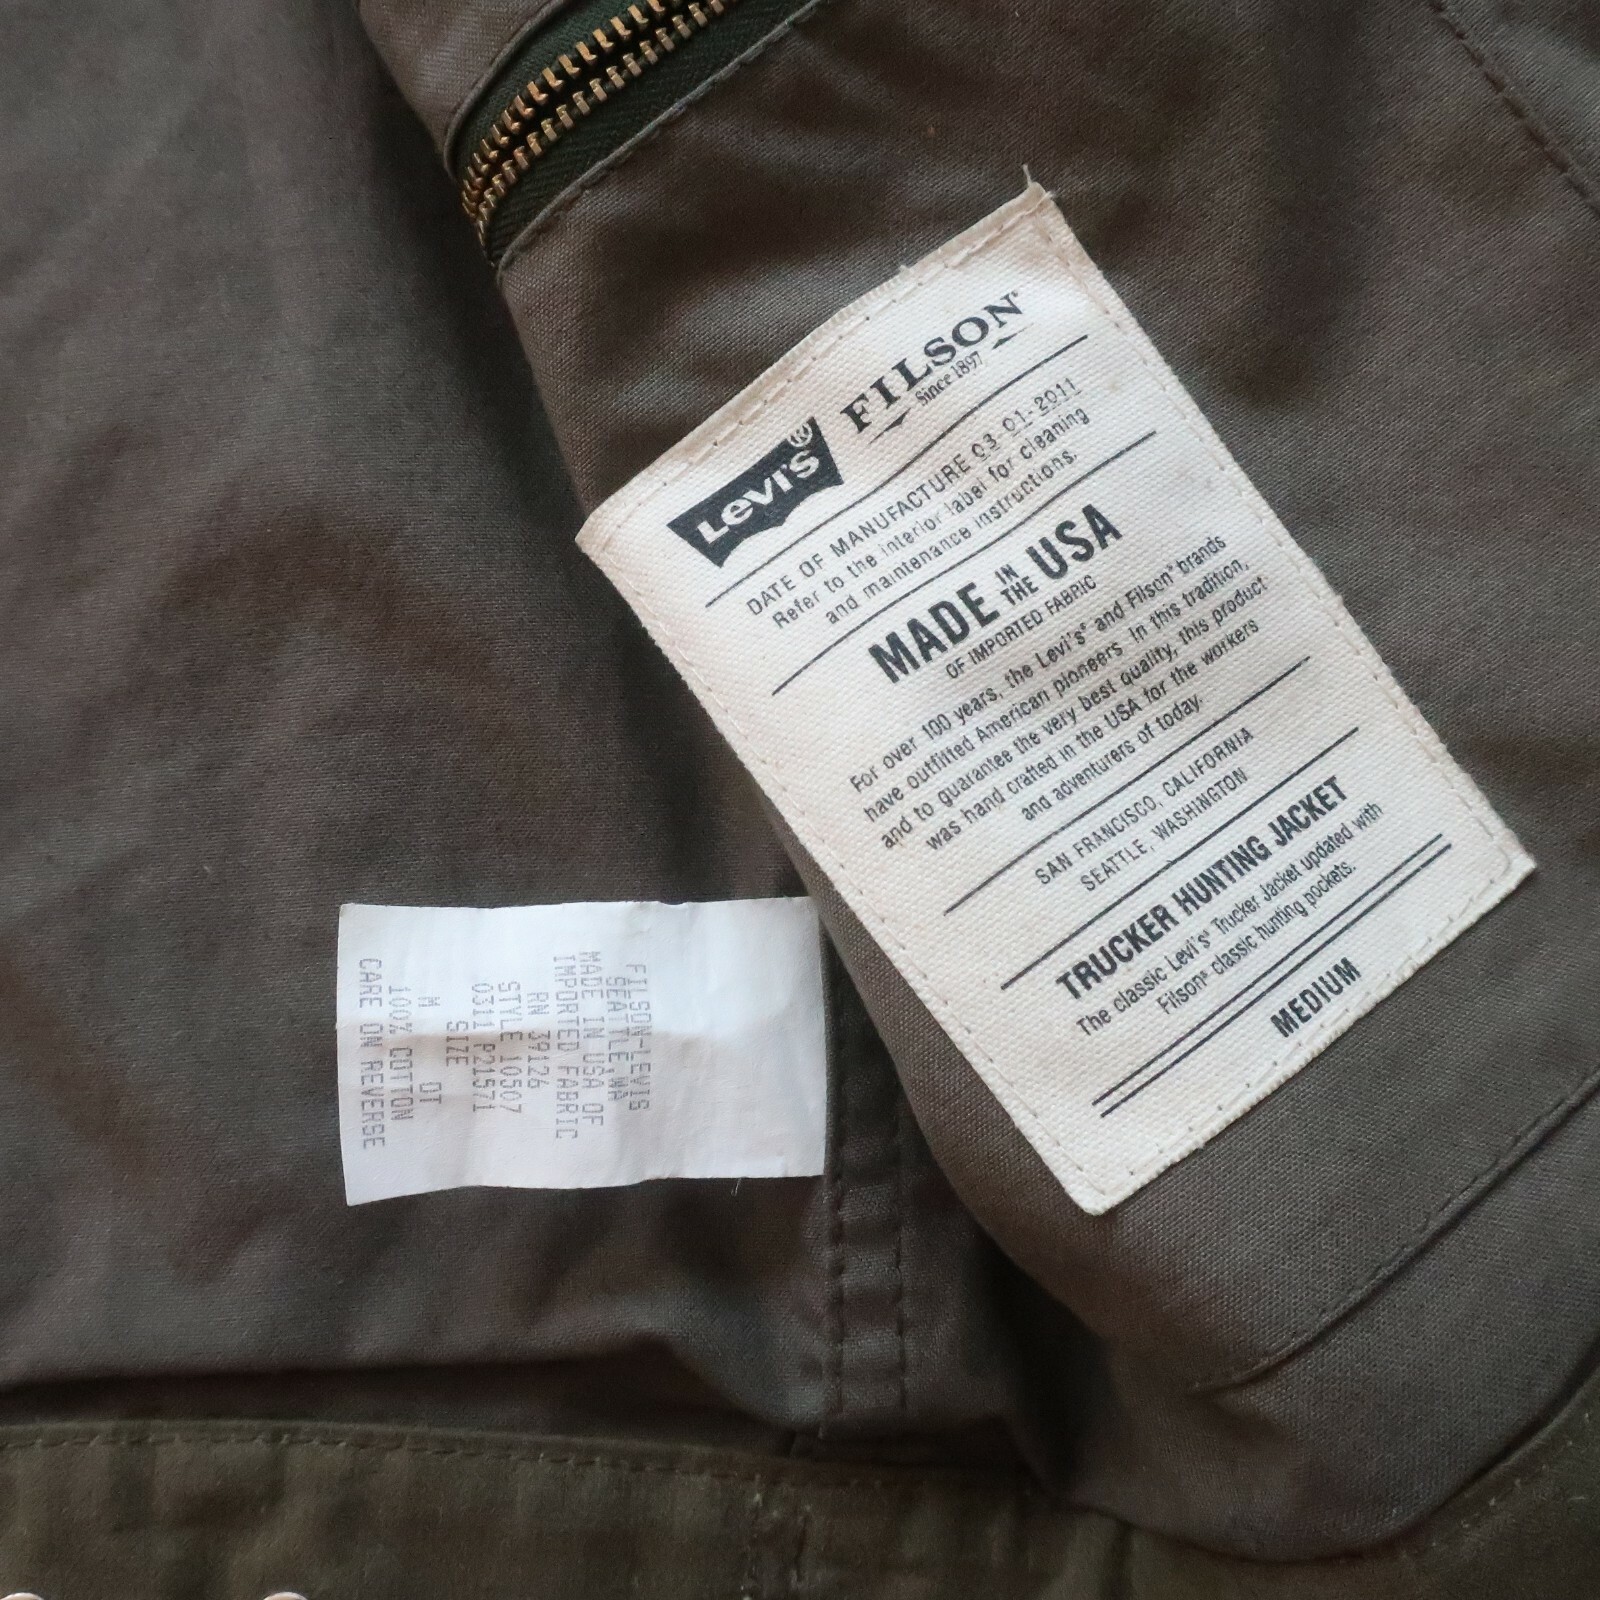 Levi's® FILSON®
Since 1897
DATE OF MANUFACTURE 03 01-2011
Refer to the interior label for cleaning
and maintenance instructions.
MADE IN THE USA
OF IMPORTED FABRIC
For over 100 years, the Levi's® and Filson® brands
have outfitted American pioneers. In this tradition,
and to guarantee the very best quality, this product
was hand crafted in the USA for the workers
and adventurers of today.
SAN FRANCISCO, CALIFORNIA
SEATTLE, WASHINGTON
TRUCKER HUNTING JACKET
The classic Levi's® Trucker Jacket updated with
Filson® classic hunting pockets.
MEDIUM
FILSON-LEVIS
SEATTLE,WA
MADE IN USA OF
IMPORTED FABRIC
RN 39126
STYLE 10507
0311 P21571
SIZE
M OT
100% COTTON
CARE ON REVERSE